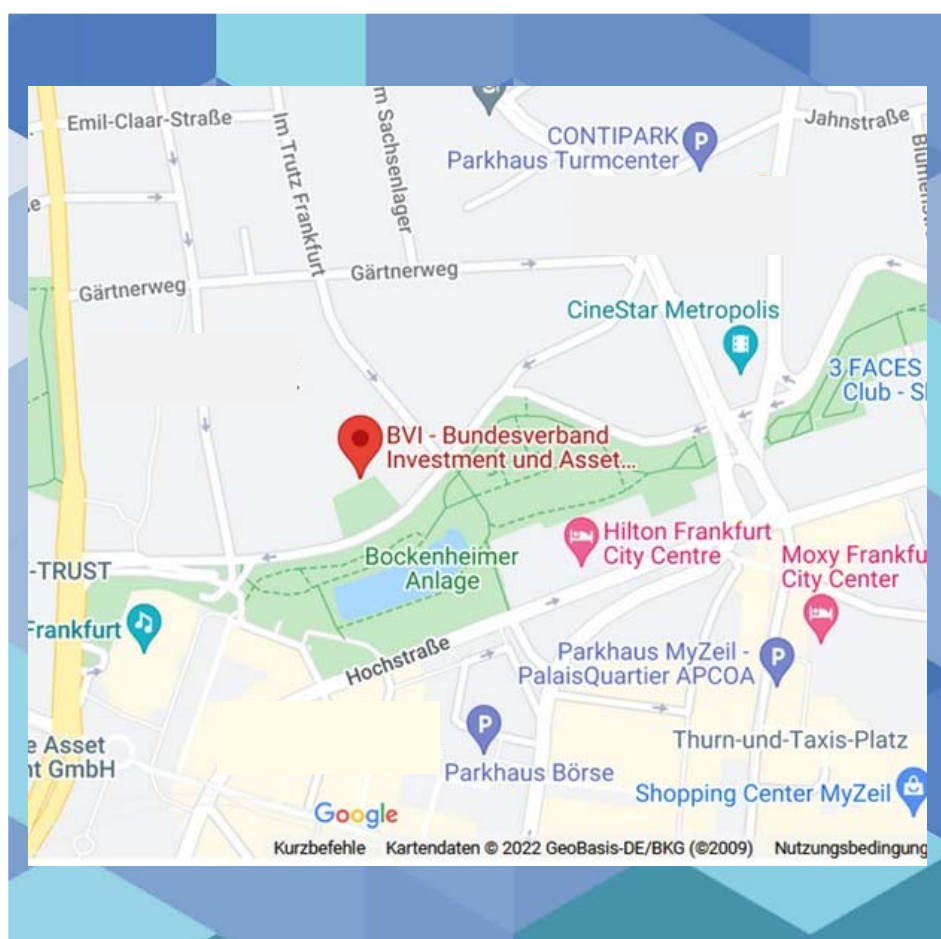 m Sachsenlager
Emil-Claar-Straße
Im Trutz Frankfurt
CONTIPARK
Parkhaus Turmcenter
P
Jahnstraße
Gärtnerweg
Gärtnerweg
CineStar Metropolis
3 FACES
Club - S
BVI - Bundesverband
Investment und Asset...
Hilton Frankfurt
City Centre
Moxy Frankfu
City Center
Bockenheimer
Anlage
-TRUST
Frankfurt
Hochstraße
Parkhaus MyZeil -
PalaisQuartier APCOA
P
P
Parkhaus Börse
Thurn-und-Taxis-Platz
e Asset
nt GmbH
Shopping Center MyZeil
Google
Kurzbefehle Kartendaten © 2022 GeoBasis-DE/BKG (©2009) Nutzungsbedingung